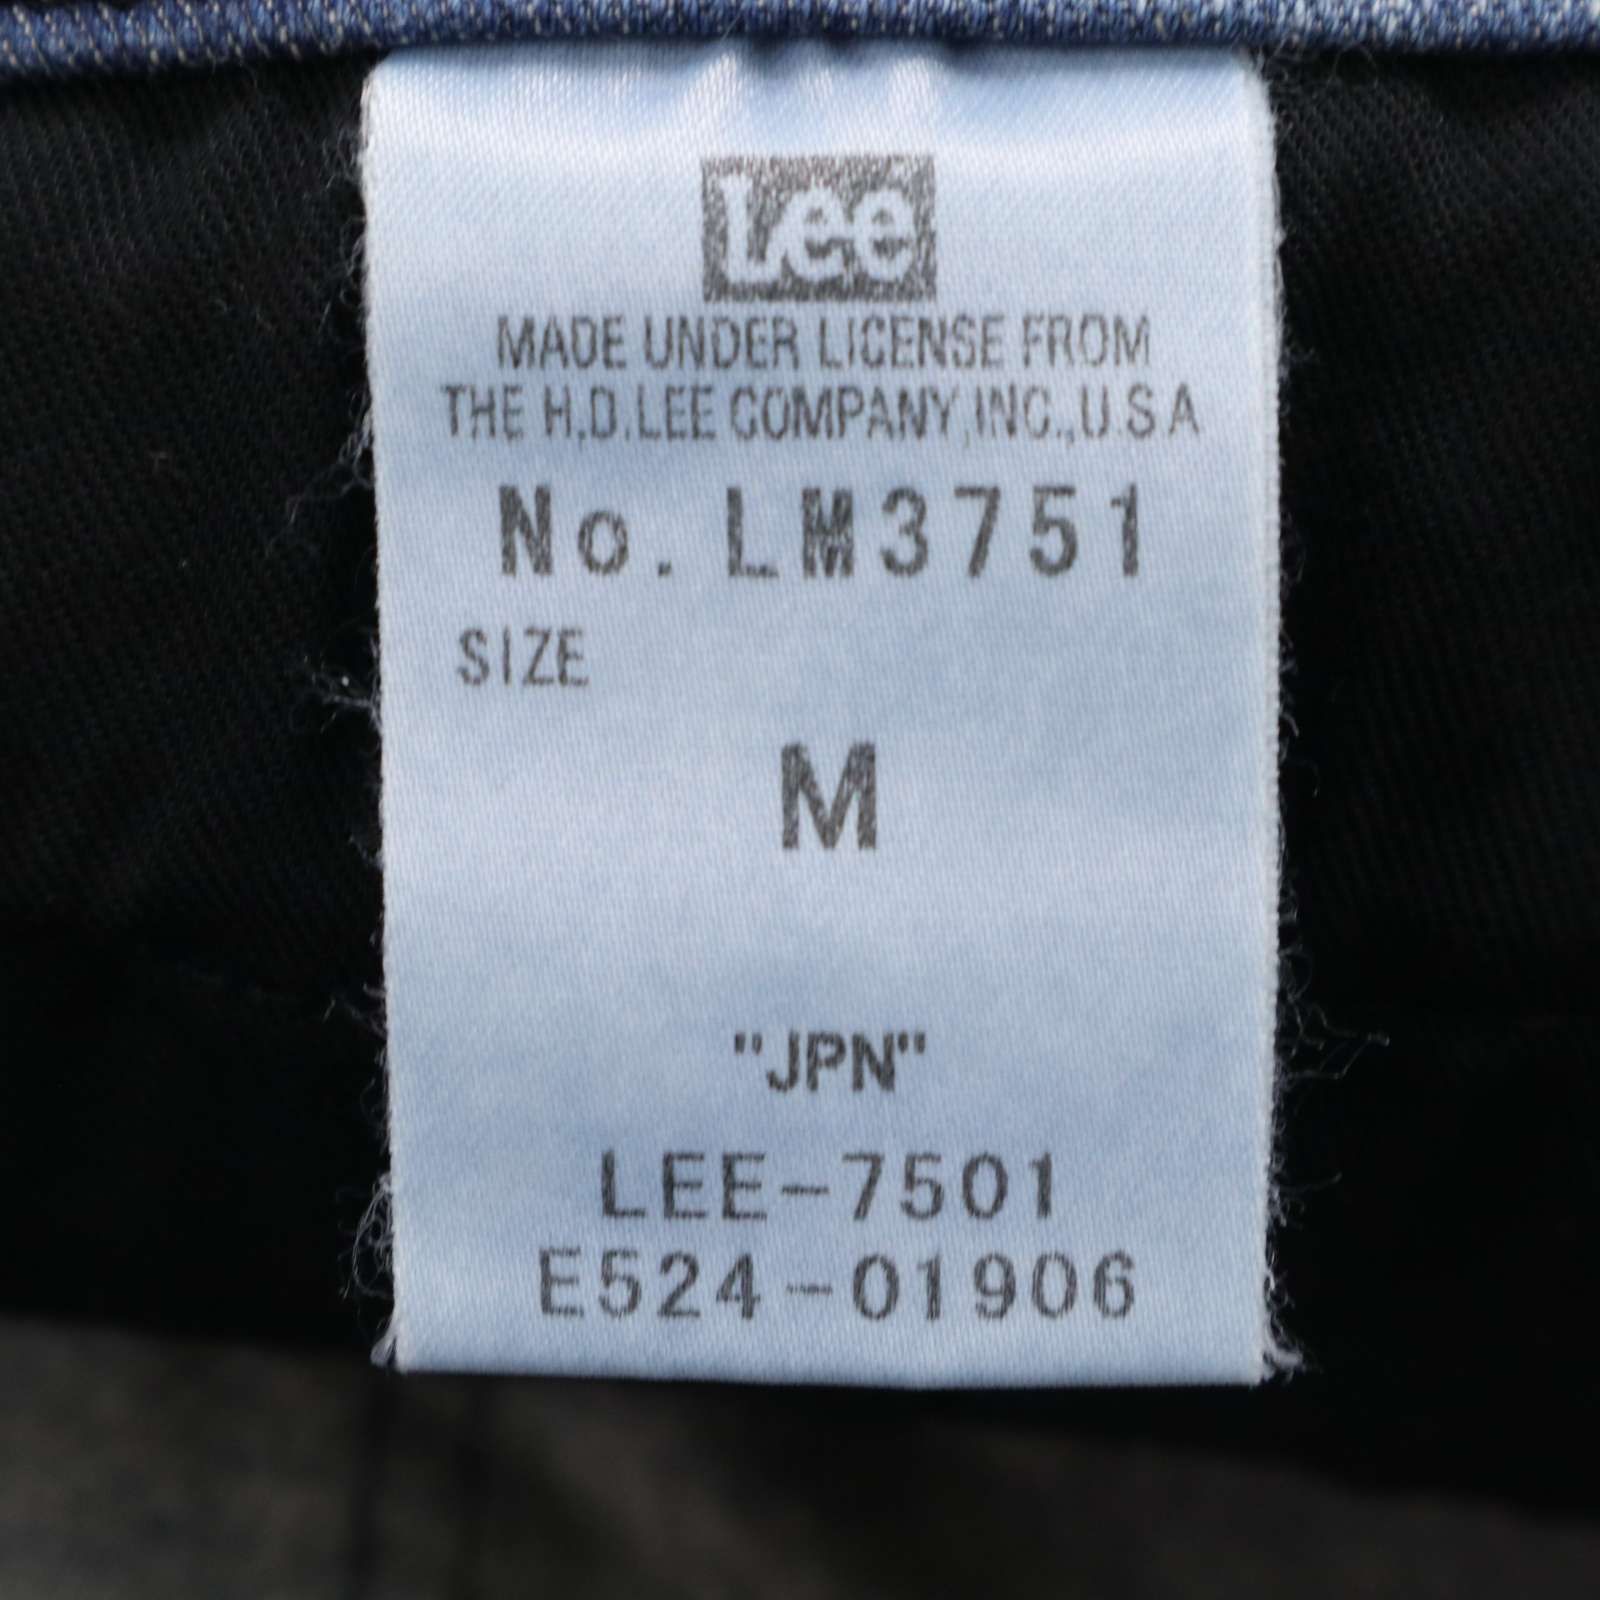 Lee
MADE UNDER LICENSE FROM
THE H.D.LEE COMPANY,INC.,U.S.A
No. LM3751
SIZE
M
"JPN"
LEE-7501
E524-01906